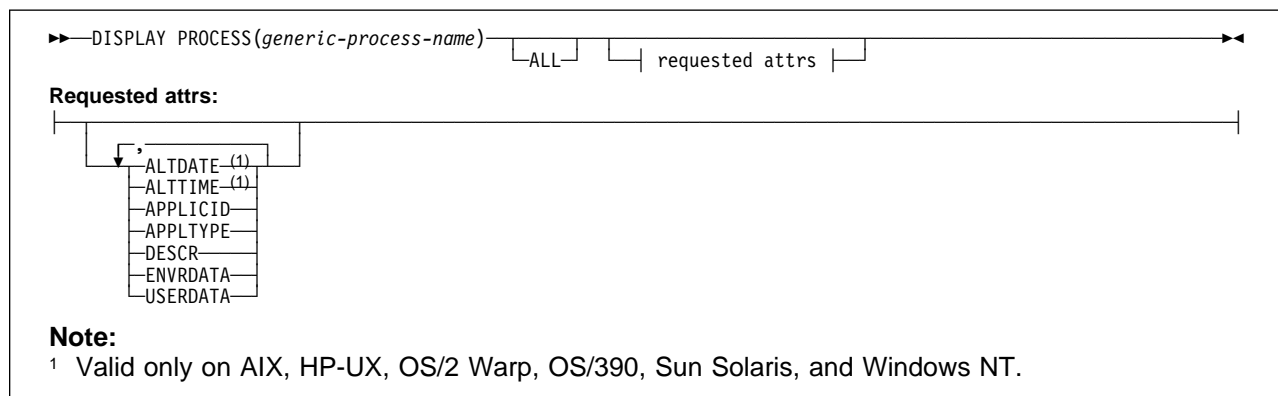 DISPLAY PROCESS(generic-process-name)
ALL
requested attrs
Requested attrs:
,
ALTDATE (1)
ALTTIME (1)
APPLICID
APPLTYPE
DESCR
ENVRDATA
USERDATA
Note:
1 Valid only on AIX, HP-UX, OS/2 Warp, OS/390, Sun Solaris, and Windows NT.